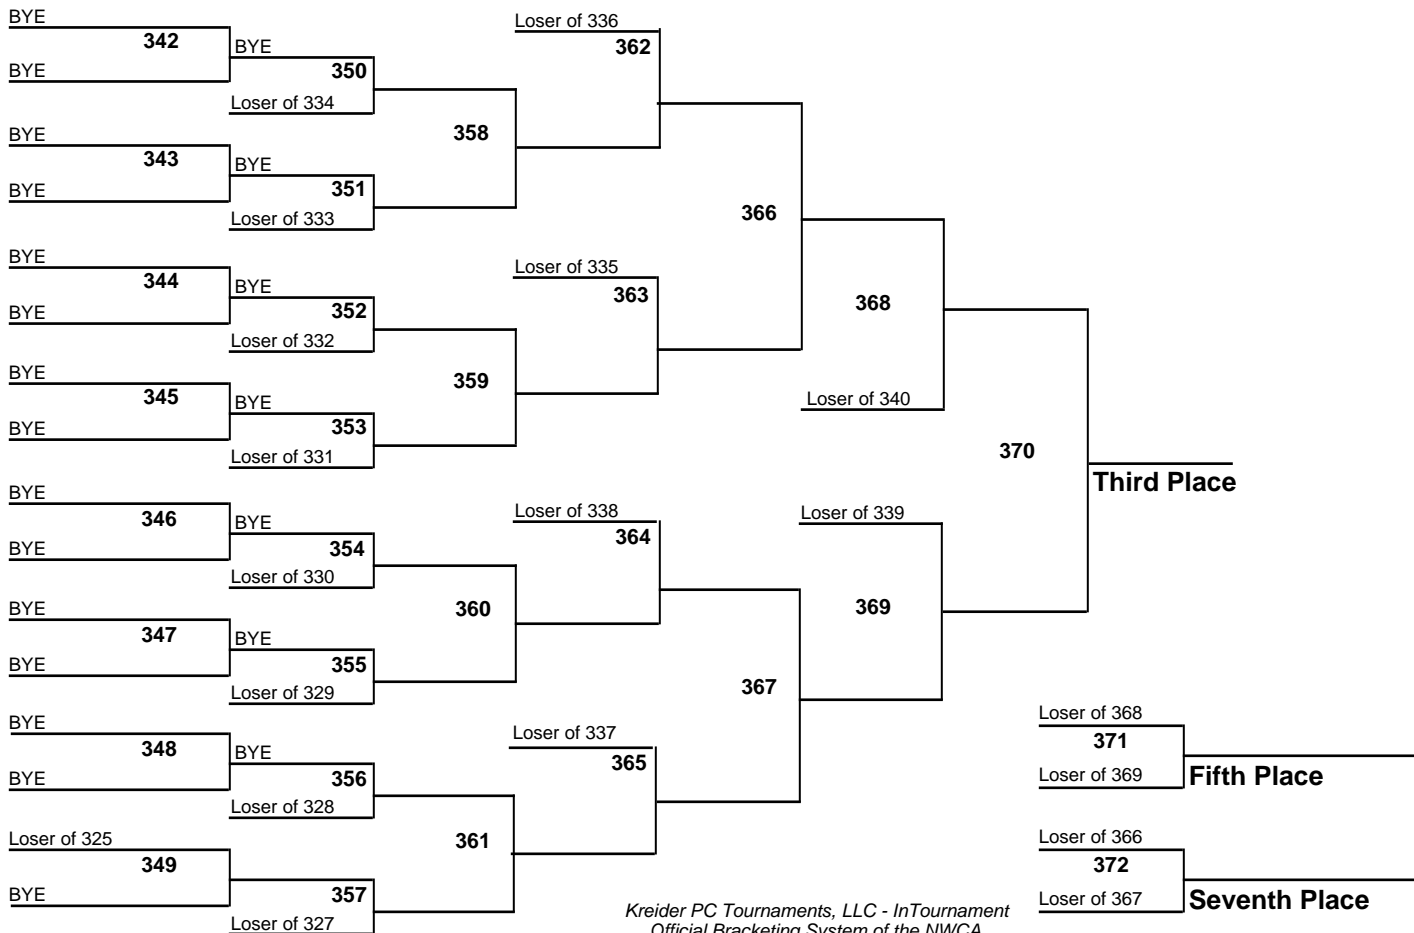 BYE
342
BYE
BYE
350
Loser of 334
358
BYE
343
BYE
BYE
351
Loser of 333
Loser of 336
362
366
BYE
344
BYE
BYE
352
Loser of 332
359
BYE
345
BYE
BYE
353
Loser of 331
Loser of 335
363
368
Loser of 340
370
Third Place
BYE
346
BYE
BYE
354
Loser of 330
360
BYE
347
BYE
BYE
355
Loser of 329
Loser of 338
364
367
Loser of 339
369
BYE
348
BYE
BYE
356
Loser of 328
361
Loser of 325
349
BYE
357
Loser of 327
Loser of 337
365
Loser of 368
371
Loser of 369
Fifth Place
Loser of 366
372
Loser of 367
Seventh Place
Kreider PC Tournaments, LLC - InTournament
Official Bracketing System of the NWCA